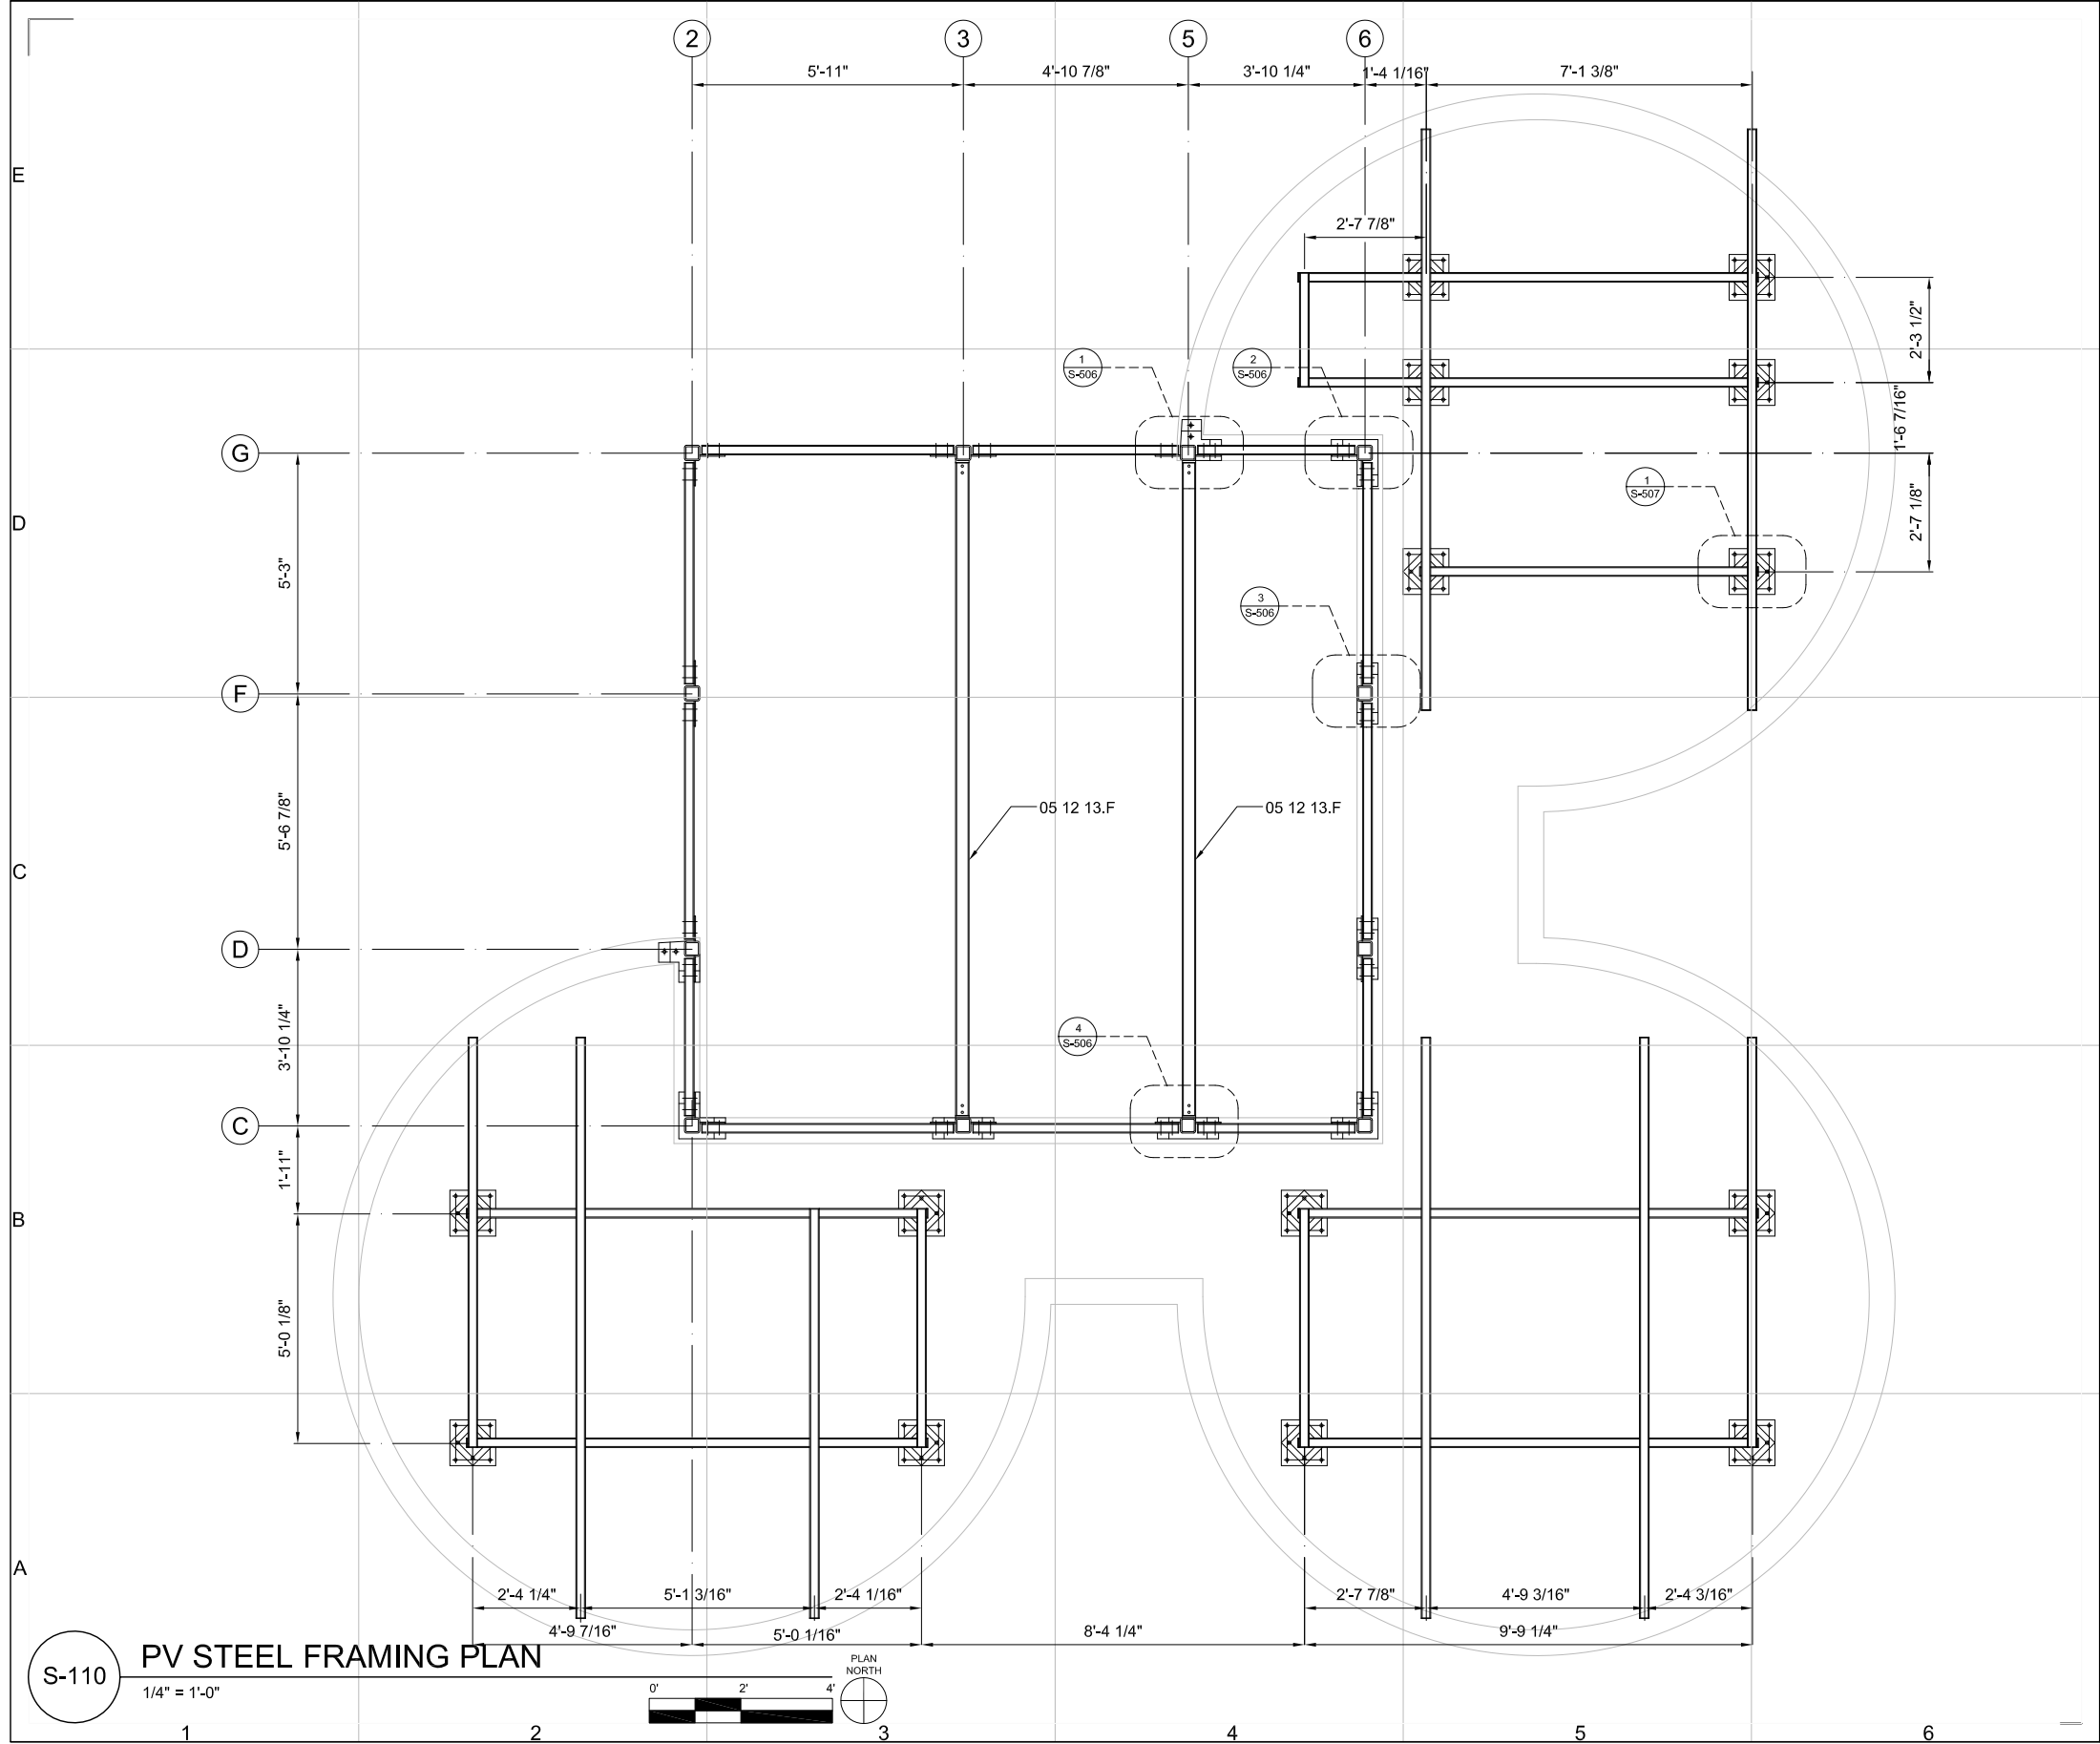 2 3 5 6
5'-11" 4'-10 7/8" 3'-10 1/4" 1'-4 1/16" 7'-1 3/8"
E
2'-7 7/8"
2'-3 1/2"
1
S-506
2
S-506
1'-6 7/16"
G
1
S-507
2'-7 1/8"
D
5'-3"
3
S-506
F
5'-6 7/8"
05 12 13.F
05 12 13.F
C
D
3'-10 1/4"
4
S-506
C
1'-11"
B
5'-0 1/8"
A
2'-4 1/4" 5'-1 3/16" 2'-4 1/16" 2'-7 7/8" 4'-9 3/16" 2'-4 3/16"
4'-9 7/16" 5'-0 1/16" 8'-4 1/4" 9'-9 1/4"
S-110
PV STEEL FRAMING PLAN
1/4" = 1'-0"
0' 2' 4'
PLAN
NORTH
1 2 3 4 5 6